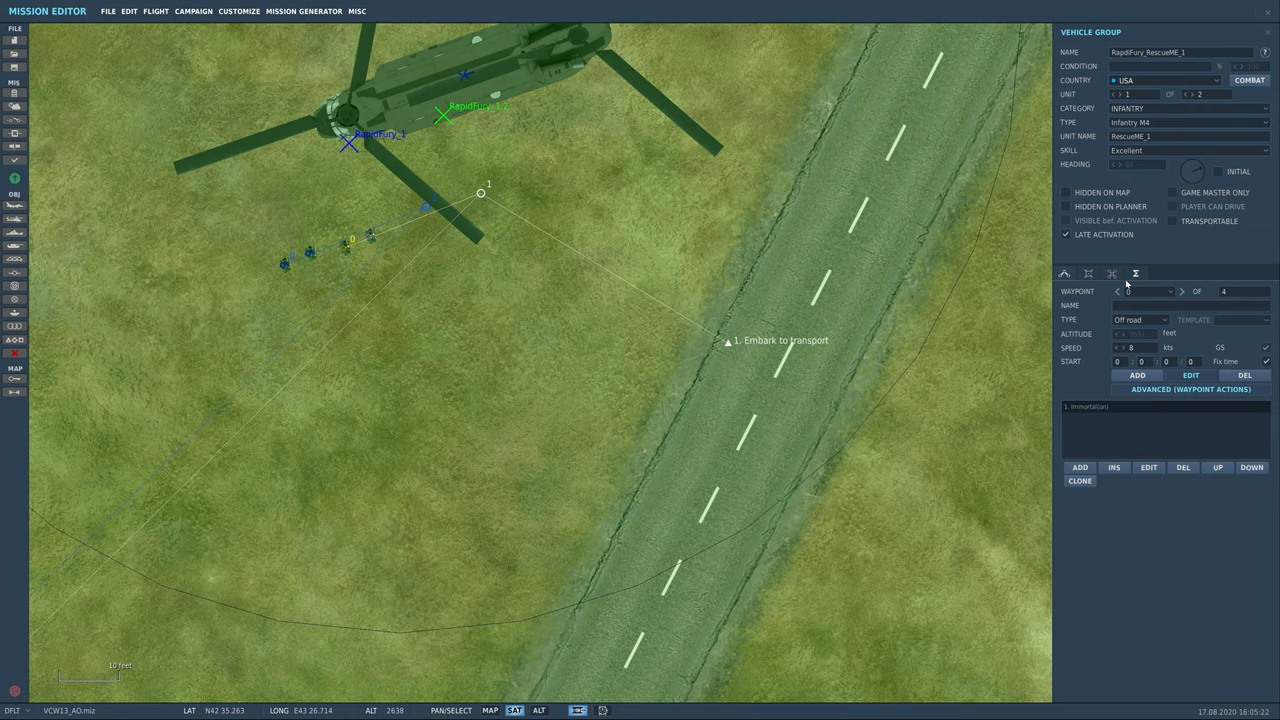 MISSION EDITOR
FILE EDIT FLIGHT CAMPAIGN CUSTOMIZE MISSION GENERATOR MISC
FILE
MIS
OBJ
MAP
RapidFury_1_2
RapidFury_1
1
0
1. Embark to transport
10 feet
VEHICLE GROUP
NAME RapdiFury_RescueME_1 ?
CONDITION % 100
COUNTRY USA COMBAT
UNIT 1 OF 2
CATEGORY INFANTRY
TYPE Infantry M4
UNIT NAME RescueME_1
SKILL Excellent
HEADING INITIAL
HIDDEN ON MAP GAME MASTER ONLY
HIDDEN ON PLANNER PLAYER CAN DRIVE
VISIBLE bef. ACTIVATION TRANSPORTABLE
LATE ACTIVATION
WAYPOINT 0 OF 4
NAME
TYPE Off road TEMPLATE
ALTITUDE feet
SPEED 8 kts GS
START 0 : 0 : 0 / 0 Fix time
ADD EDIT DEL
ADVANCED (WAYPOINT ACTIONS)
1. Immortal(on)
ADD INS EDIT DEL UP DOWN
CLONE
DFLT VCW13_AO.miz LAT N42 35.263 LONG E43 26.714 ALT 2638 PAN/SELECT MAP SAT ALT 17.08.2020 16:05:22